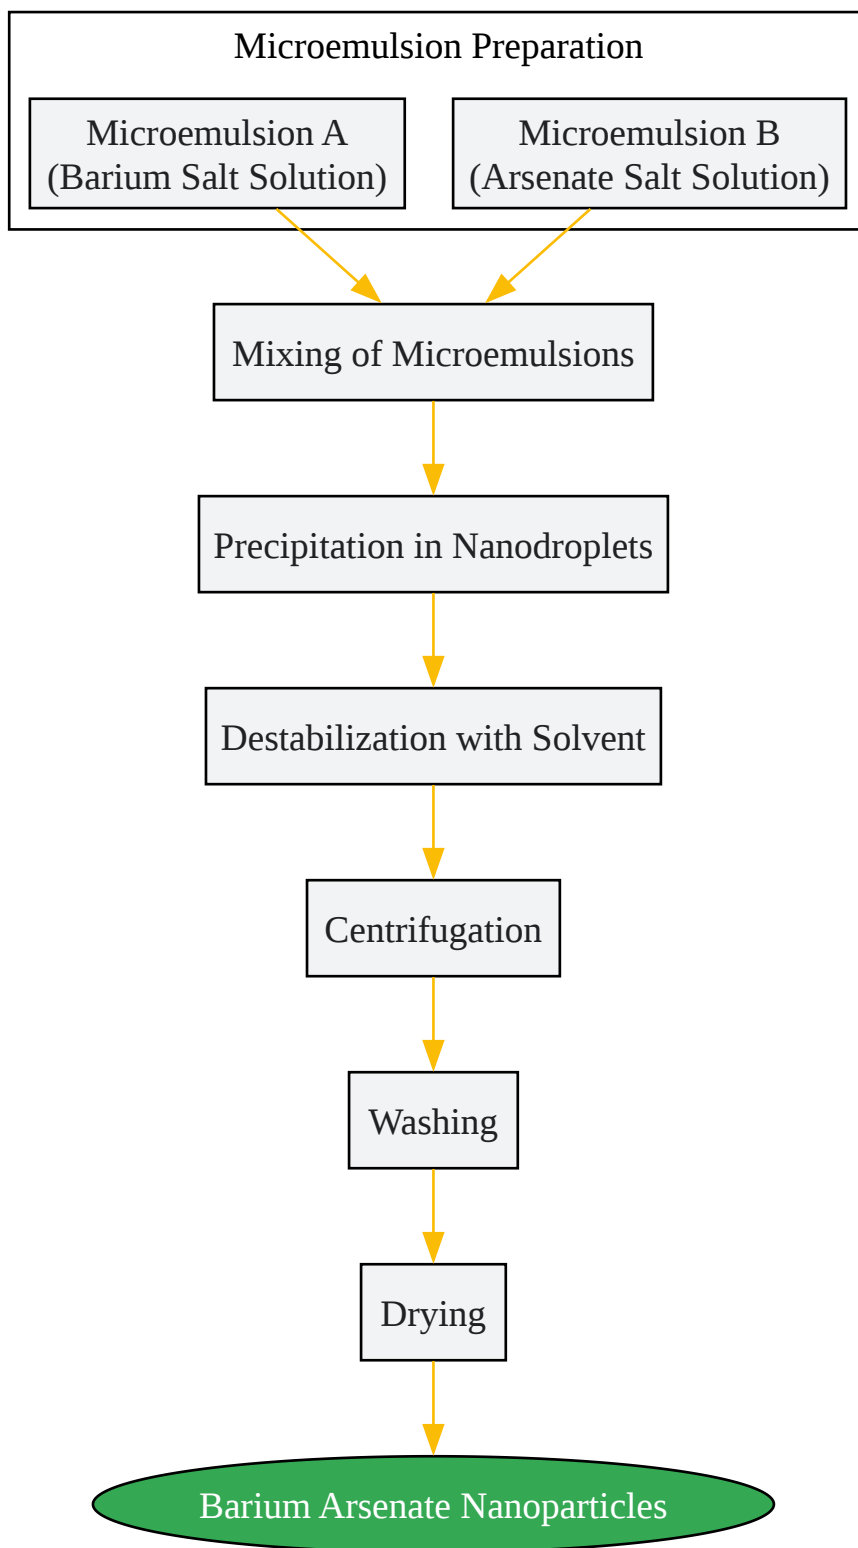 Microemulsion Preparation
Microemulsion A
(Barium Salt Solution)
Microemulsion B
(Arsenate Salt Solution)
Mixing of Microemulsions
Precipitation in Nanodroplets
Destabilization with Solvent
Centrifugation
Washing
Drying
Barium Arsenate Nanoparticles